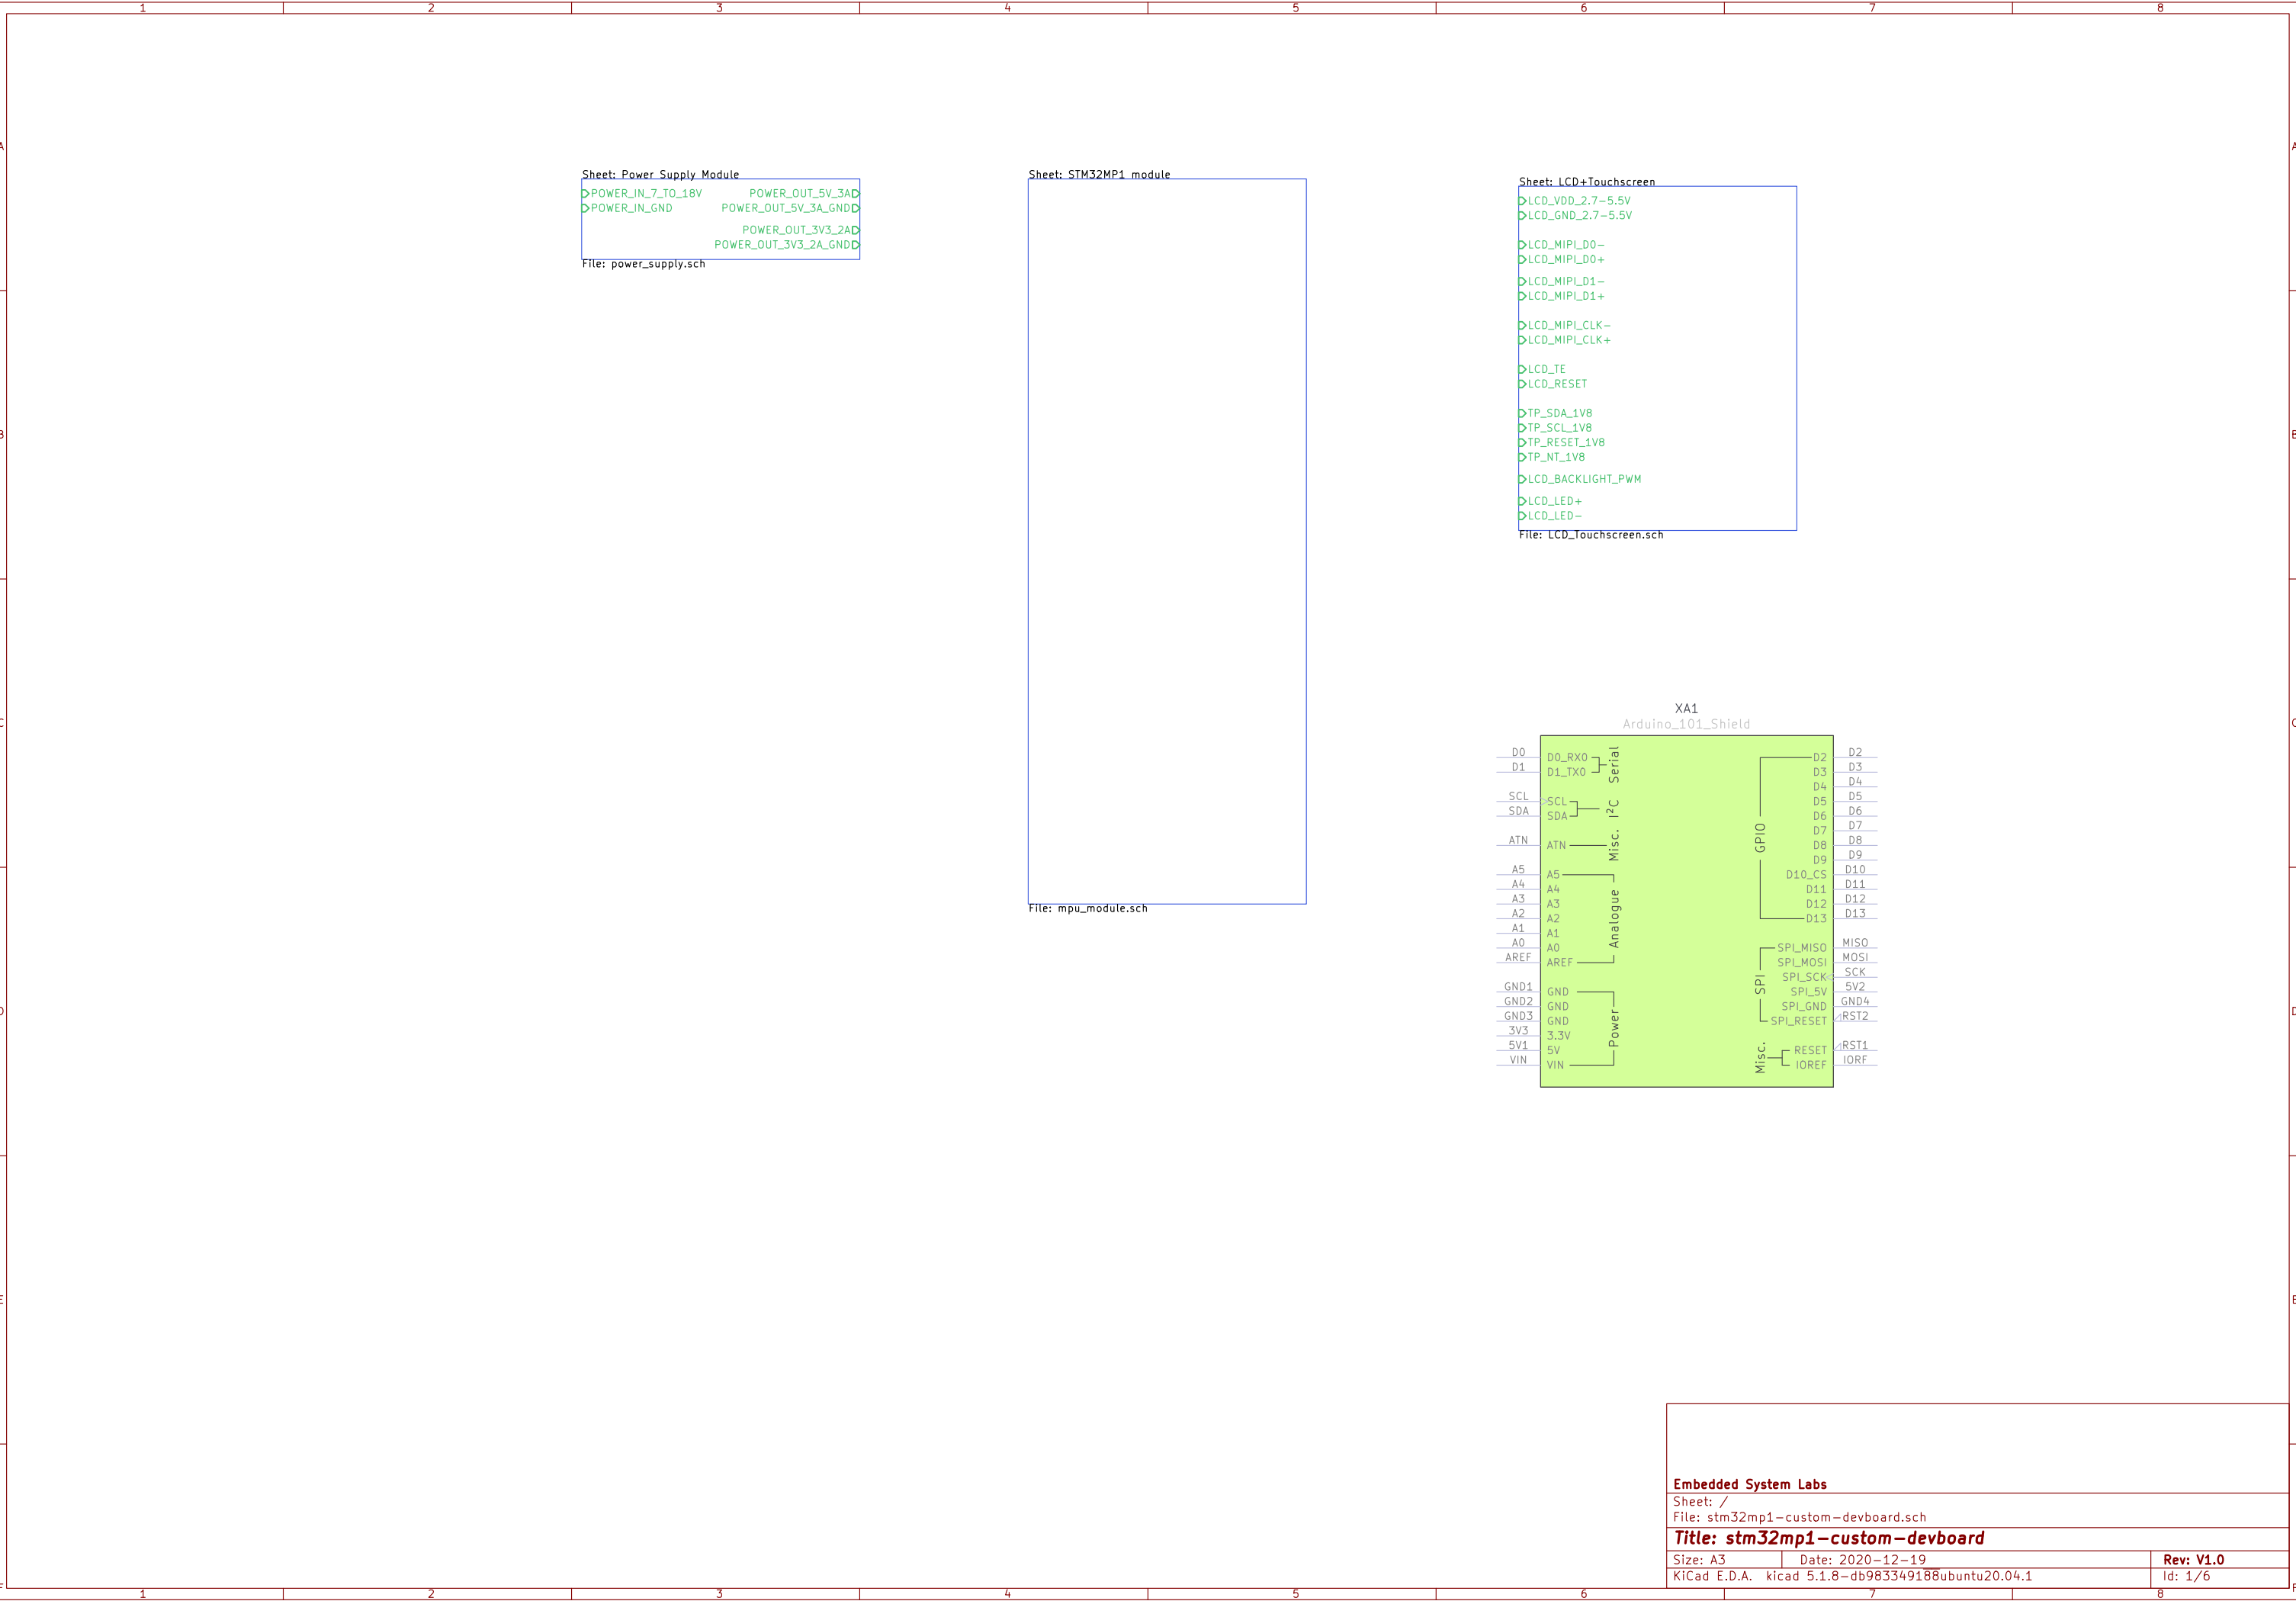 1 2 3 4 5 6 7 8
A A
Sheet: Power Supply Module
POWER_IN_7_TO_18V POWER_OUT_5V_3A
POWER_IN_GND POWER_OUT_5V_3A_GND
POWER_OUT_3V3_2A
POWER_OUT_3V3_2A_GND
File: power_supply.sch
Sheet: STM32MP1 module
File: mpu_module.sch
Sheet: LCD+Touchscreen
LCD_VDD_2.7-5.5V
LCD_GND_2.7-5.5V
LCD_MIPI_D0-
LCD_MIPI_D0+
LCD_MIPI_D1-
LCD_MIPI_D1+
LCD_MIPI_CLK-
LCD_MIPI_CLK+
LCD_TE
LCD_RESET
TP_SDA_1V8
TP_SCL_1V8
TP_RESET_1V8
TP_NT_1V8
LCD_BACKLIGHT_PWM
LCD_LED+
LCD_LED-
File: LCD_Touchscreen.sch
B B
C C
XA1
Arduino_101_Shield
D0 D0_RX0 Serial D2 D2
D1 D1_TX0 D3 D3
D4 D4
SCL SCL I²C D5 D5
SDA SDA D6 D6
D7 D7
ATN ATN Misc. GPIO D8 D8
D9 D9
A5 A5 D10_CS D10
A4 A4 D11 D11
A3 A3 Analogue D12 D12
A2 A2 D13 D13
A1 A1
A0 A0 SPI_MISO MISO
AREF AREF SPI_MOSI MOSI
SPI SPI_SCK SCK
GND1 GND SPI_5V 5V2
GND2 GND SPI_GND GND4
GND3 GND Power SPI_RESET RST2
3V3 3.3V
5V1 5V Misc. RESET RST1
VIN VIN IOREF IORF
D D
E E
Embedded System Labs
Sheet: /
File: stm32mp1-custom-devboard.sch
Title: stm32mp1-custom-devboard
Size: A3 Date: 2020-12-19 Rev: V1.0
KiCad E.D.A. kicad 5.1.8-db983349188ubuntu20.04.1 Id: 1/6
F F
1 2 3 4 5 6 7 8